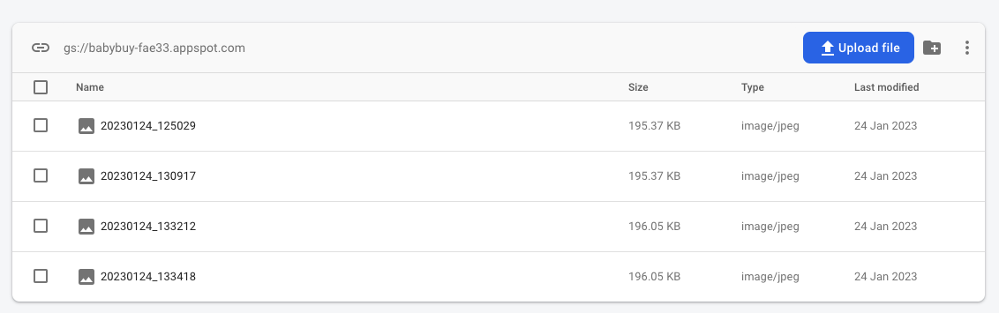 gs://babybuy-fae33.appspot.com Upload file
Name Size Type Last modified
20230124_125029 195.37 KB image/jpeg 24 Jan 2023
20230124_130917 195.37 KB image/jpeg 24 Jan 2023
20230124_133212 196.05 KB image/jpeg 24 Jan 2023
20230124_133418 196.05 KB image/jpeg 24 Jan 2023